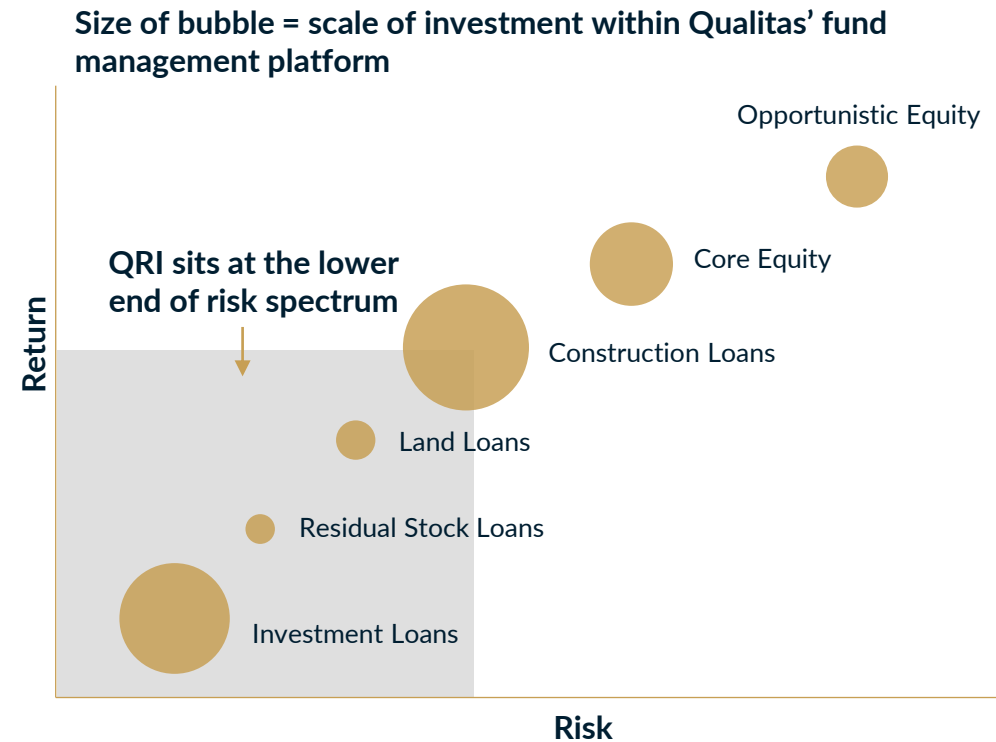 Size of bubble = scale of investment within Qualitas’ fund
management platform
Opportunistic Equity
Core Equity
QRI sits at the lower
end of risk spectrum
Return
Construction Loans
Land Loans
Residual Stock Loans
Investment Loans
Risk